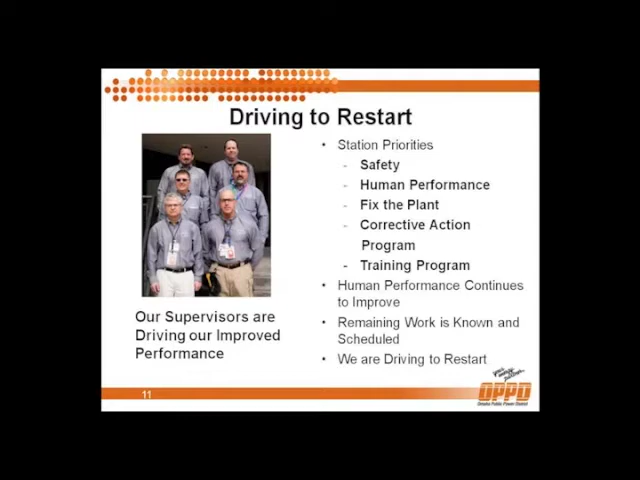 Driving to Restart
• Station Priorities
- Safety
- Human Performance
- Fix the Plant
- Corrective Action
Program
- Training Program
• Human Performance Continues
to Improve
• Remaining Work is Known and
Scheduled
• We are Driving to Restart
Our Supervisors are
Driving our Improved
Performance
11
OPPD
Omaha Public Power District